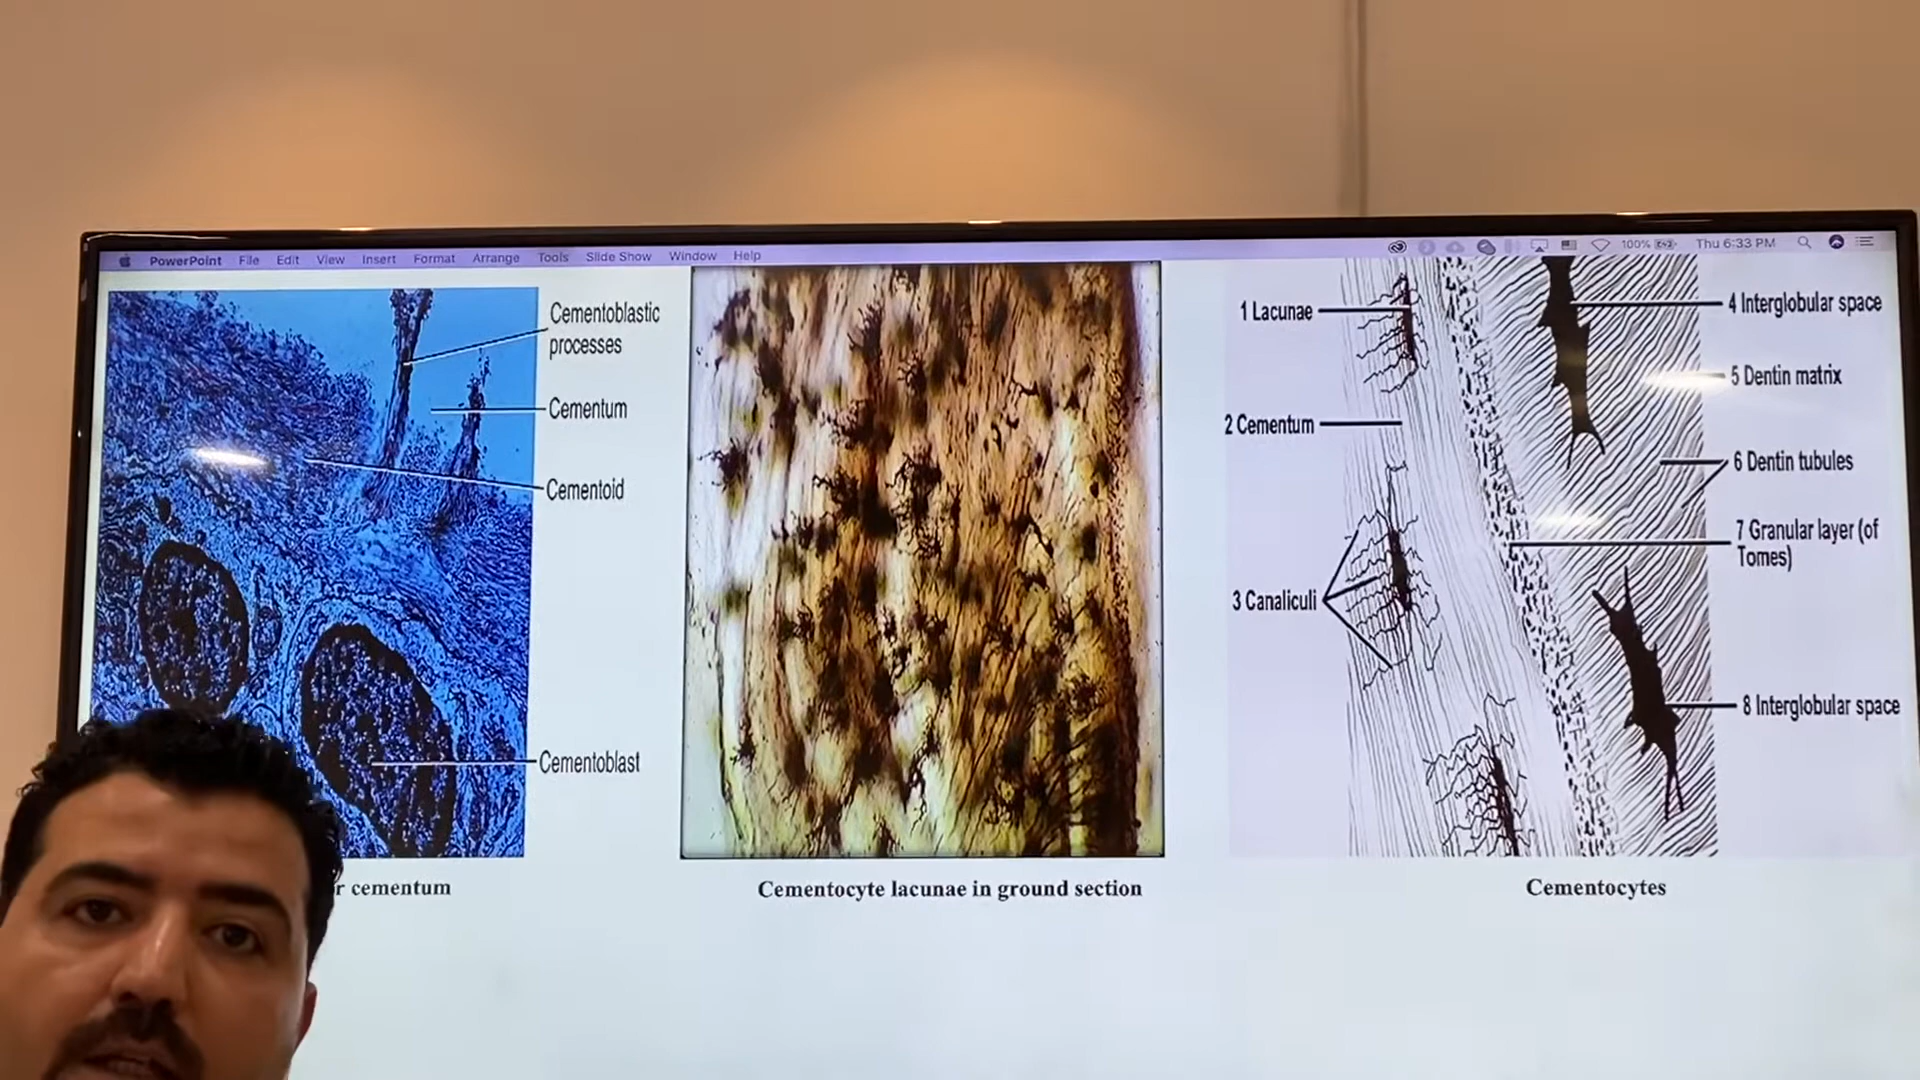 PowerPoint File Edit View Insert Format Arrange Tools Slide Show Window Help 100% Thu 6:33 PM
Cementoblastic
processes
Cementum
Cementoid
Cementoblast
r cementum
Cementocyte lacunae in ground section
1 Lacunae
2 Cementum
3 Canaliculi
4 Interglobular space
5 Dentin matrix
6 Dentin tubules
7 Granular layer (of
Tomes)
8 Interglobular space
Cementocytes